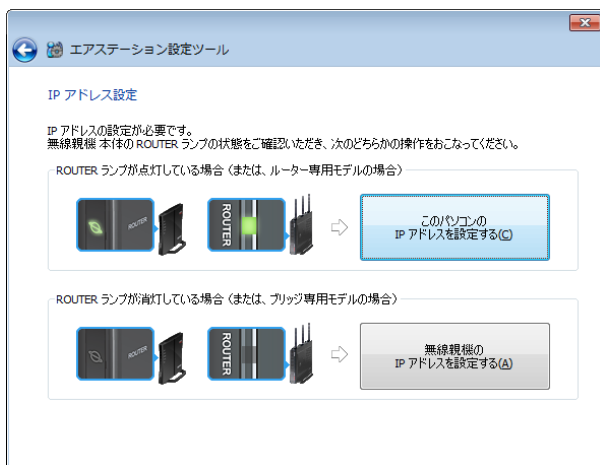 エアステーション設定ツール
IP アドレス設定
IP アドレスの設定が必要です。
無線親機 本体の ROUTER ランプの状態をご確認いただき、次のどちらかの操作をおこなってください。
ROUTER ランプが点灯している場合（または、ルーター専用モデルの場合）
ROUTER
ROUTER
このパソコンの
IP アドレスを設定する(C)
ROUTER ランプが消灯している場合（または、ブリッジ専用モデルの場合）
ROUTER
ROUTER
無線親機の
IP アドレスを設定する(A)